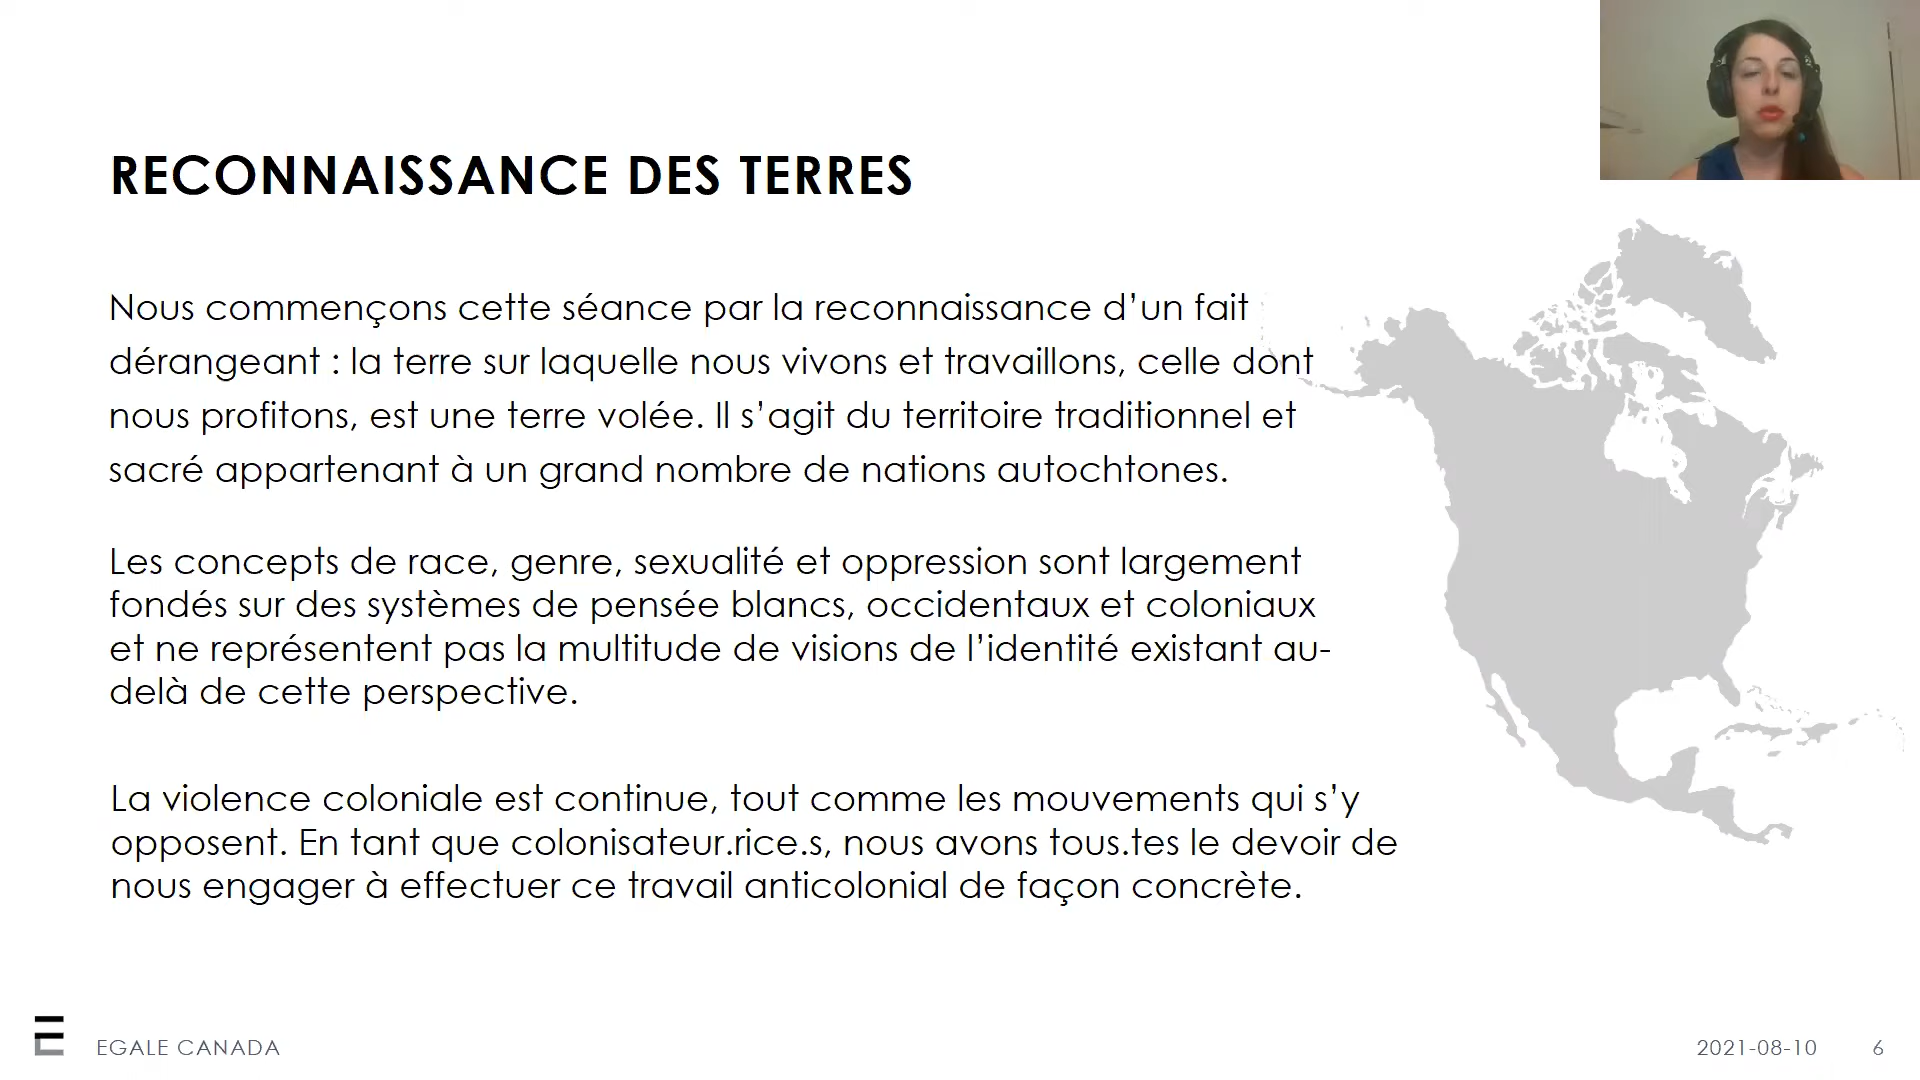 RECONNAISSANCE DES TERRES
Nous commençons cette séance par la reconnaissance d’un fait
dérangeant : la terre sur laquelle nous vivons et travaillons, celle dont
nous profitons, est une terre volée. Il s’agit du territoire traditionnel et
sacré appartenant à un grand nombre de nations autochtones.
Les concepts de race, genre, sexualité et oppression sont largement
fondés sur des systèmes de pensée blancs, occidentaux et coloniaux
et ne représentent pas la multitude de visions de l’identité existant au-
delà de cette perspective.
La violence coloniale est continue, tout comme les mouvements qui s’y
opposent. En tant que colonisateur.rice.s, nous avons tous.tes le devoir de
nous engager à effectuer ce travail anticolonial de façon concrète.
EGALE CANADA
2021-08-10
6